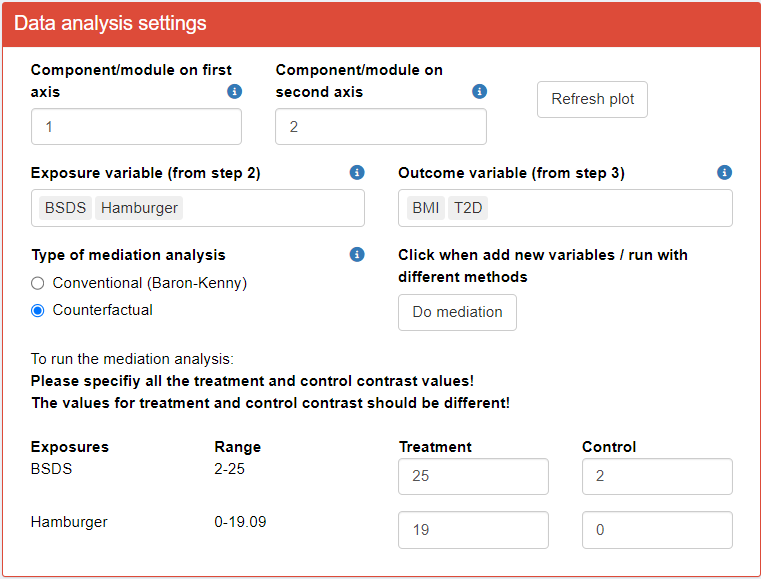 Data analysis settings
Component/module on first
axis
Component/module on
second axis
Refresh plot
1
2
Exposure variable (from step 2)
Outcome variable (from step 3)
BSDS Hamburger
BMI T2D
Type of mediation analysis
Click when add new variables / run with
different methods
Conventional (Baron-Kenny)
Counterfactual
Do mediation
To run the mediation analysis:
Please specifiy all the treatment and control contrast values!
The values for treatment and control contrast should be different!
Exposures Range Treatment Control
BSDS 2-25 25 2
Hamburger 0-19.09 19 0